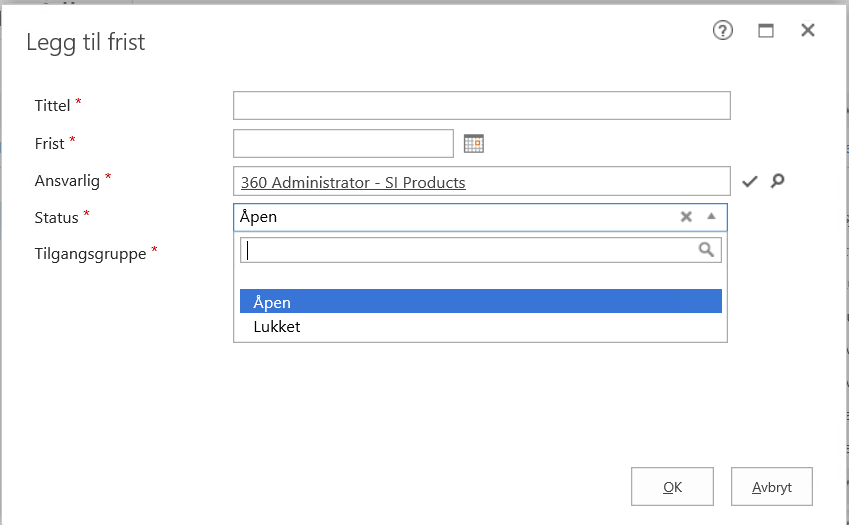 Legg til frist
Tittel *
Frist *
Ansvarlig *
360 Administrator - SI Products
Status *
Åpen
Tilgangsgruppe *
Åpen
Lukket
OK
Avbryt